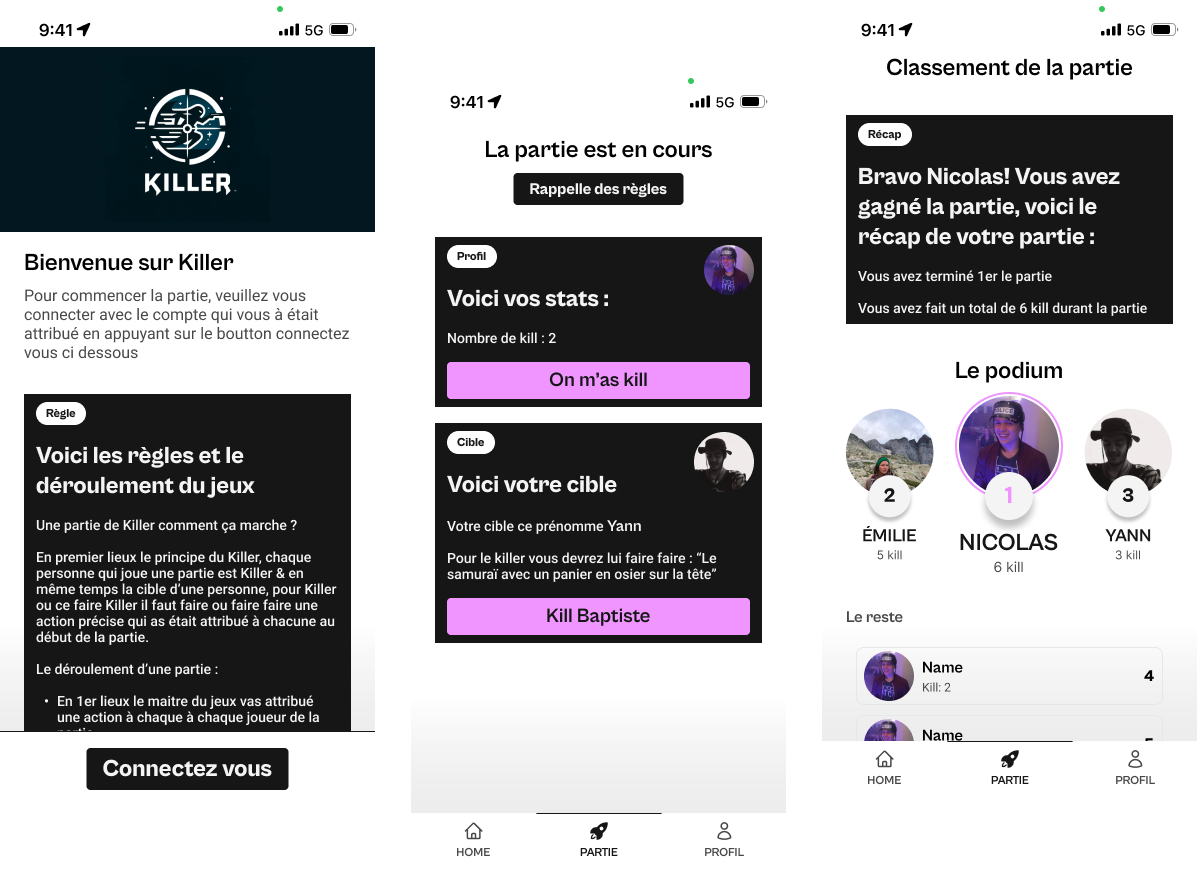 9:41
5G
KILLER
Bienvenue sur Killer
Pour commencer la partie, veuillez vous
connecter avec le compte qui vous à était
attribué en appuyant sur le boutton connectez
vous ci dessous
Règle
Voici les règles et le
déroulement du jeux
Une partie de Killer comment ça marche ?
En premier lieux le principe du Killer, chaque
personne qui joue une partie est Killer & en
même temps la cible d'une personne, pour Killer
ou ce faire Killer il faut faire ou faire faire une
action précise qui as était attribué à chacune au
début de la partie.
Le déroulement d'une partie :
• En 1er lieux le maitre du jeux vas attribué
une action à chaque à chaque joueur de la
Connectez vous
9:41
5G
La partie est en cours
Rappelle des règles
Profil
Voici vos stats :
Nombre de kill : 2
On m'as kill
Cible
Voici votre cible
Votre cible ce prénomme Yann
Pour le killer vous devrez lui faire faire : “Le
samuraï avec un panier en osier sur la tête”
Kill Baptiste
HOME
PARTIE
PROFIL
9:41
5G
Classement de la partie
Récap
Bravo Nicolas! Vous avez
gagné la partie, voici le
récap de votre partie :
Vous avez terminé 1er le partie
Vous avez fait un total de 6 kill durant la partie
Le podium
2
1
3
ÉMILIE
NICOLAS
YANN
5 kill
6 kill
3 kill
Le reste
Name
Kill: 2
4
Name
HOME
PARTIE
PROFIL